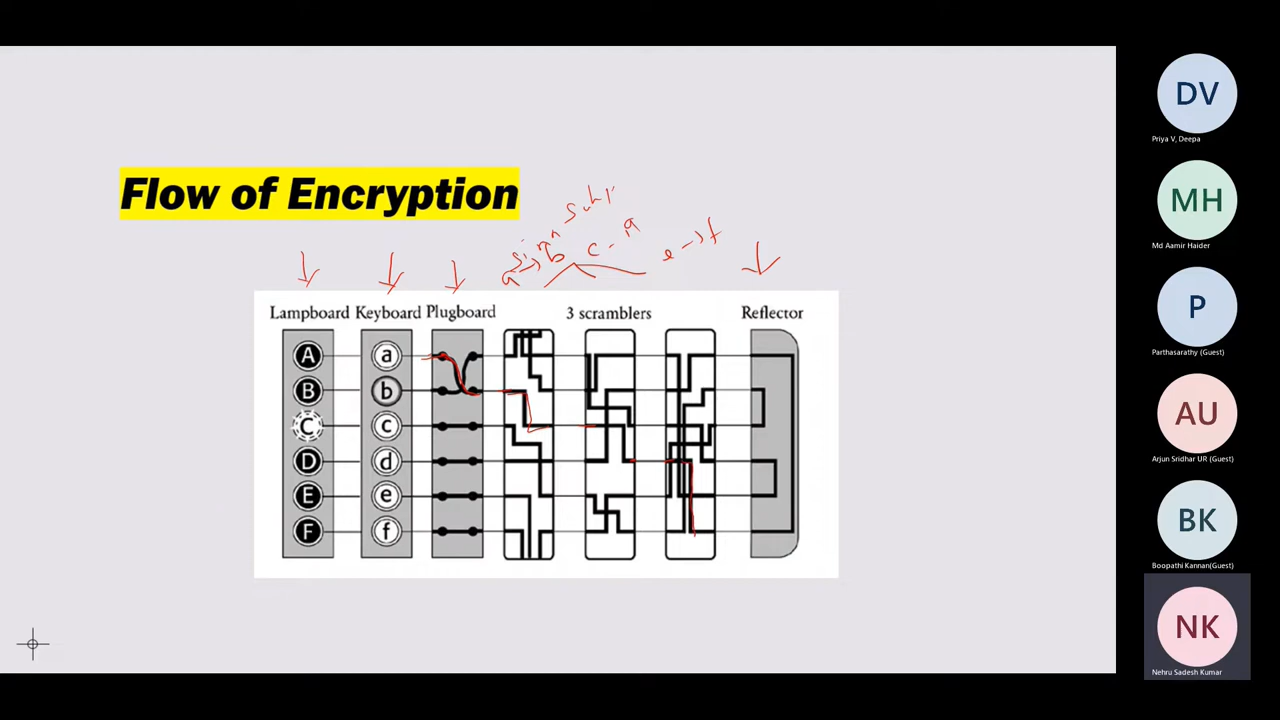 Flow of Encryption
a → b
c - a
e → f
Lampboard Keyboard Plugboard 3 scramblers Reflector
A a
B b
C c
D d
E e
F f
DV
Priya V, Deepa
MH
Md Aamir Haider
P
Parthasarathy (Guest)
AU
Arjun Sridhar UR (Guest)
BK
Boopathi Kannan(Guest)
NK
Nehru Sadesh Kumar